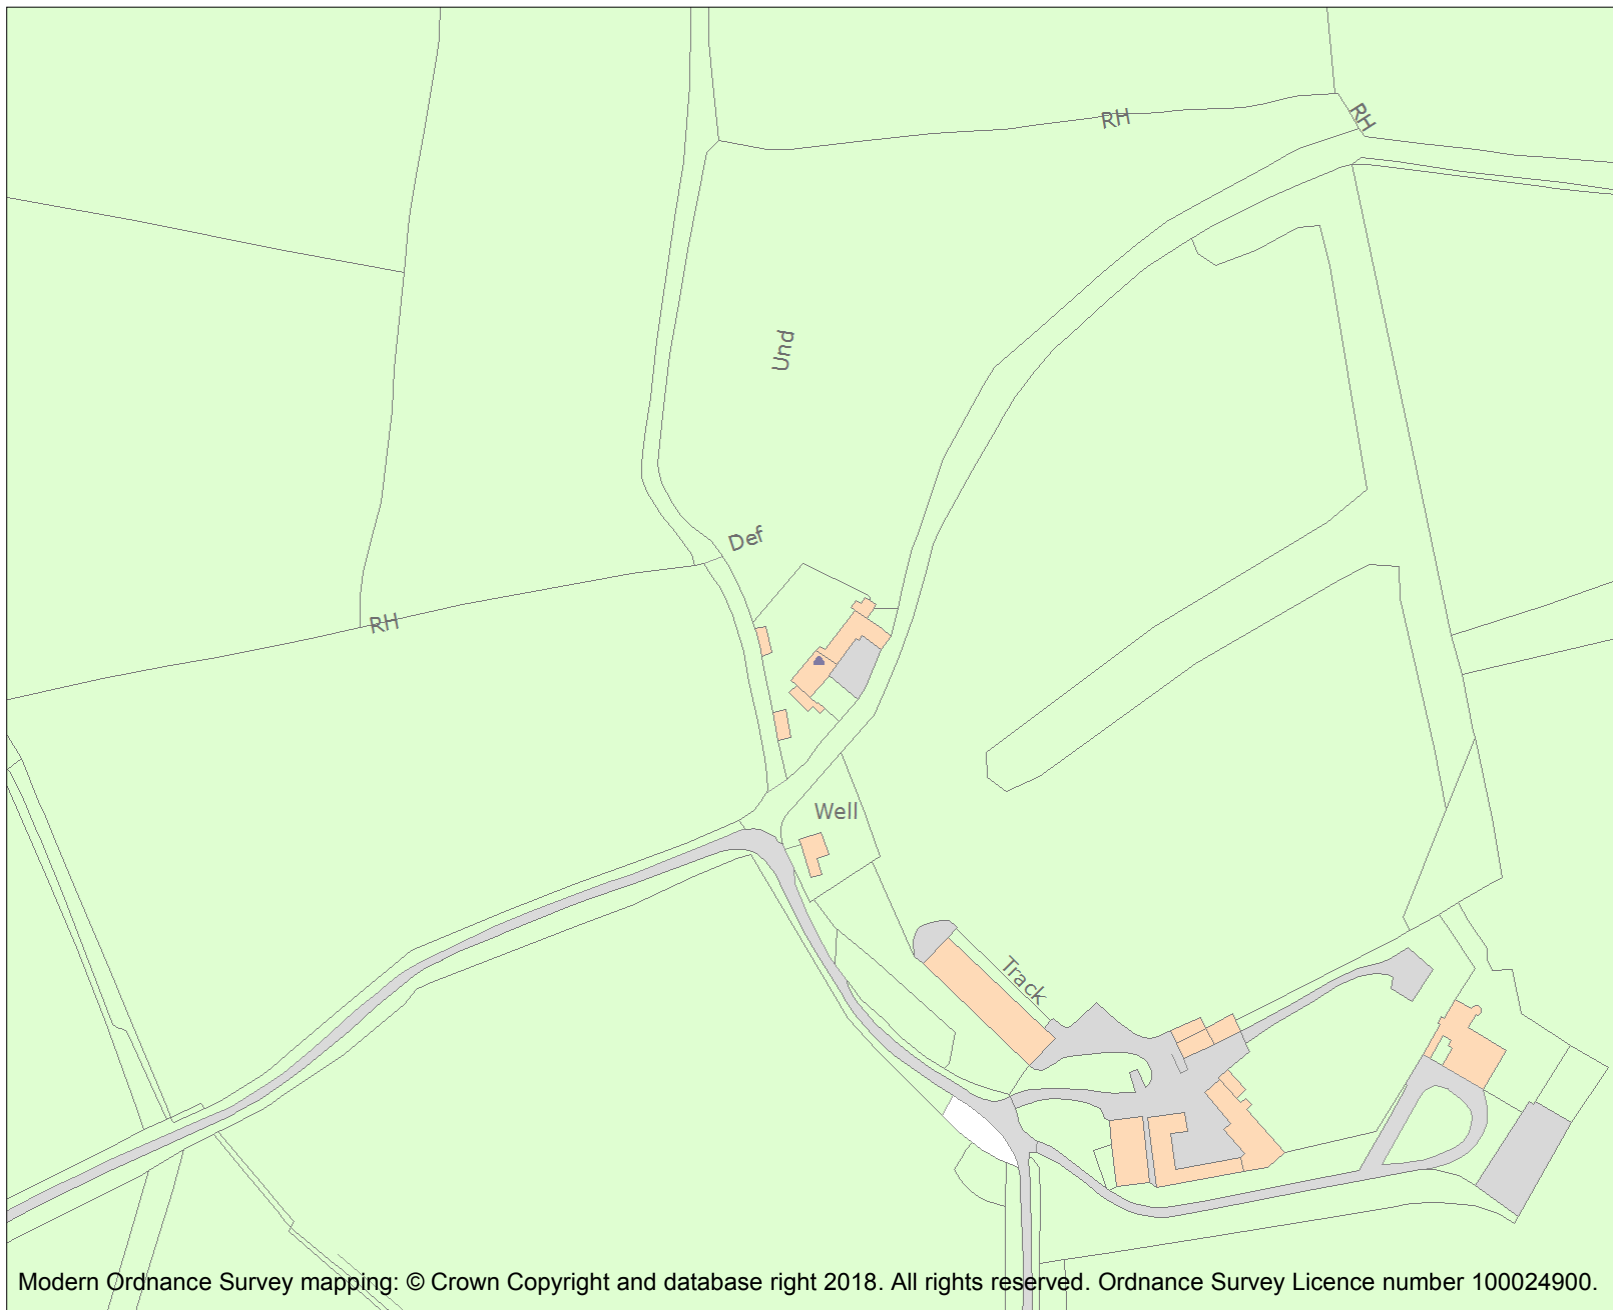 RH
RH
Und
Def
RH
Well
Track
Modern Ordnance Survey mapping: © Crown Copyright and database right 2018. All rights reserved. Ordnance Survey Licence number 100024900.